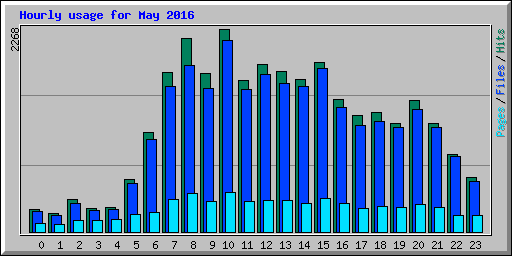 Hourly usage for May 2016
2268
Pages/Files/Hits
0 1 2 3 4 5 6 7 8 9 10 11 12 13 14 15 16 17 18 19 20 21 22 23